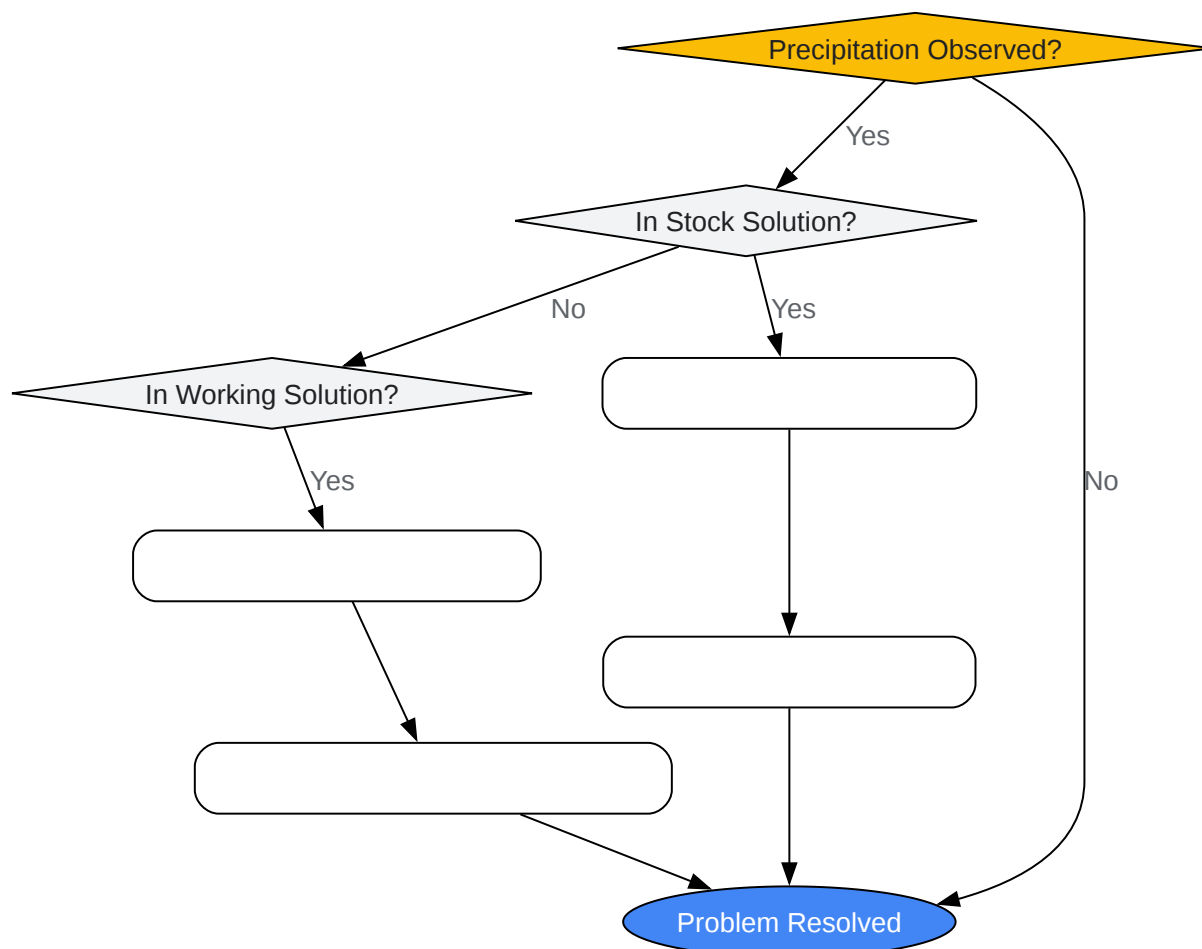 Precipitation Observed?
Yes
In Stock Solution?
No
Yes
In Working Solution?
Yes
No
Problem Resolved